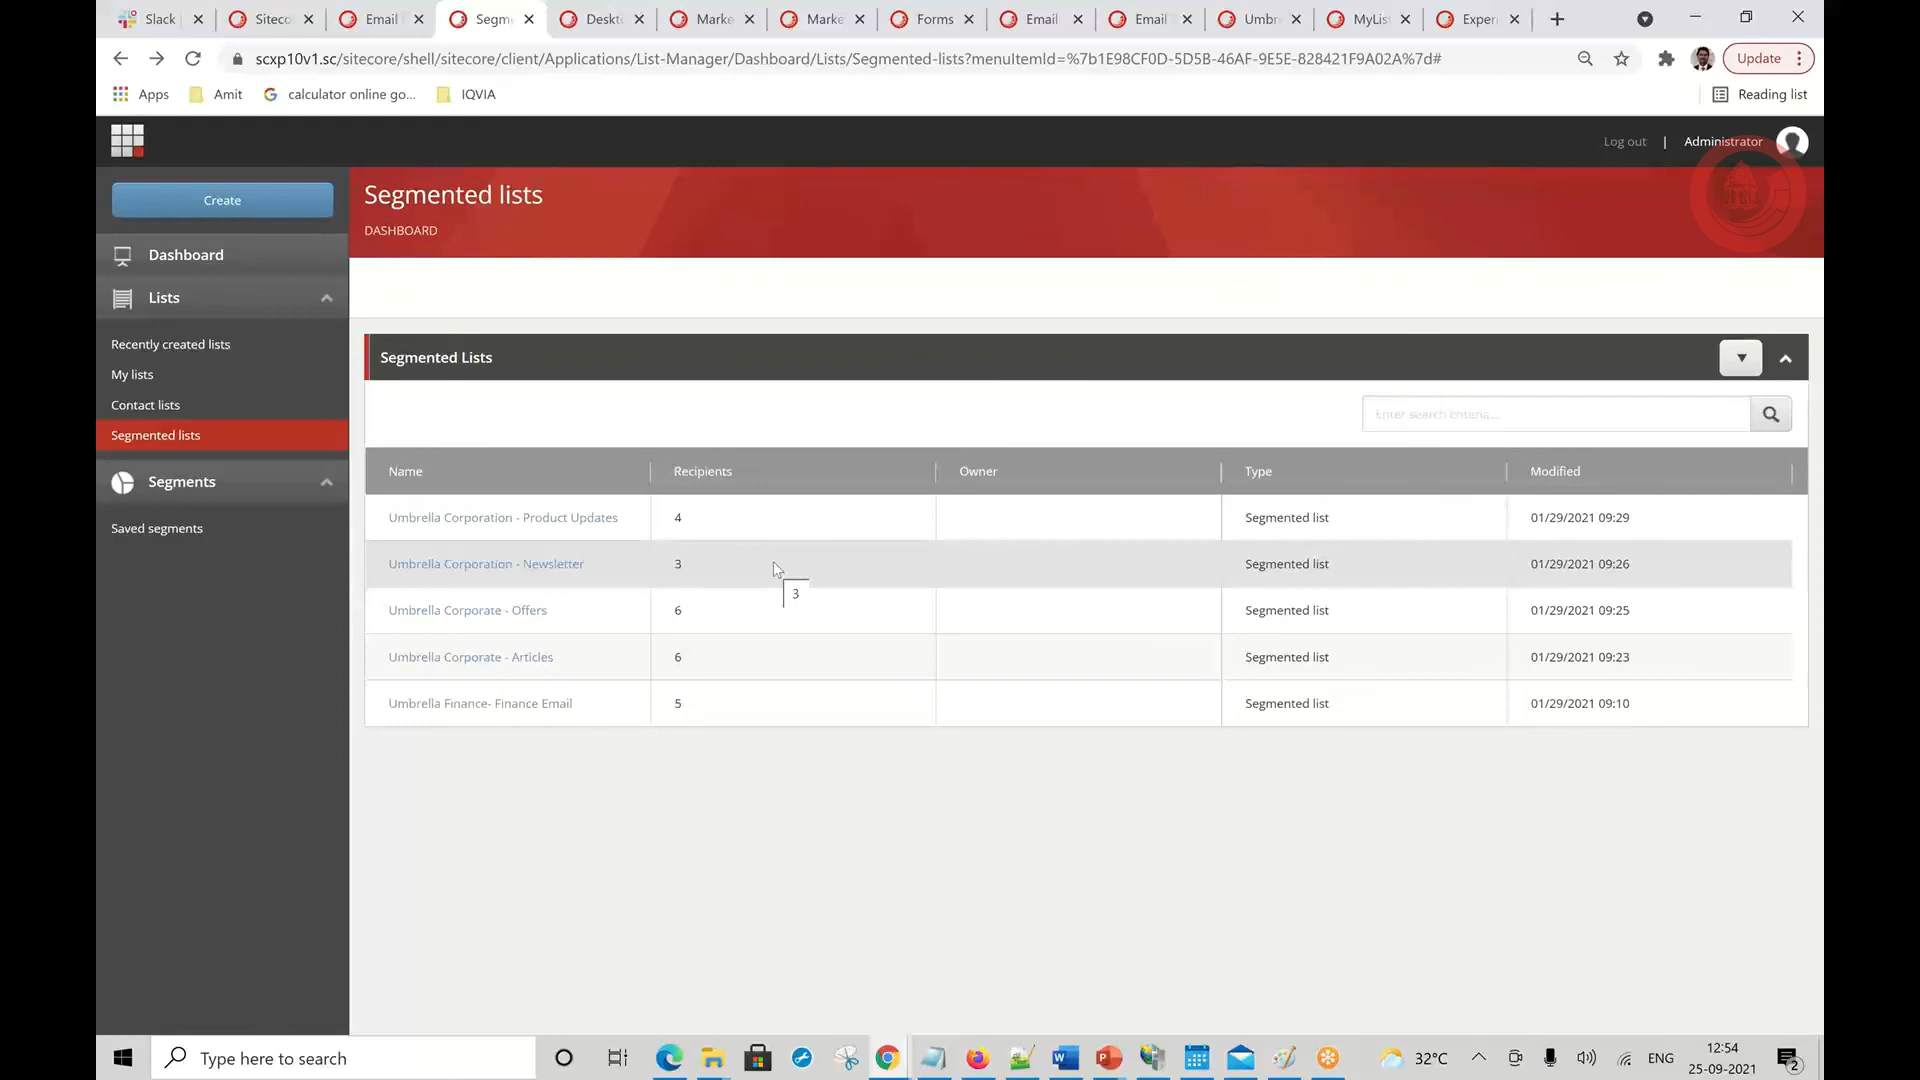 Slack
Siteco
Email
Segm
Deskt
Marke
Marke
Forms
Email
Email
Umbr
MyLis
Exper
scxp10v1.sc/sitecore/shell/sitecore/client/Applications/List-Manager/Dashboard/Lists/Segmented-lists?menuItemId=%7b1E98CF0D-5D5B-46AF-9E5E-828421F9A02A%7d#
Update
Apps
Amit
calculator online go...
IQVIA
Reading list
Log out | Administrator
Create
Segmented lists
DASHBOARD
Dashboard
Lists
Recently created lists
My lists
Contact lists
Segmented lists
Segments
Saved segments
Segmented Lists
Enter search criteria...
Name Recipients Owner Type Modified
Umbrella Corporation - Product Updates 4 Segmented list 01/29/2021 09:29
Umbrella Corporation - Newsletter 3 Segmented list 01/29/2021 09:26
3
Umbrella Corporate - Offers 6 Segmented list 01/29/2021 09:25
Umbrella Corporate - Articles 6 Segmented list 01/29/2021 09:23
Umbrella Finance- Finance Email 5 Segmented list 01/29/2021 09:10
Type here to search
32°C
ENG
12:54
25-09-2021
2